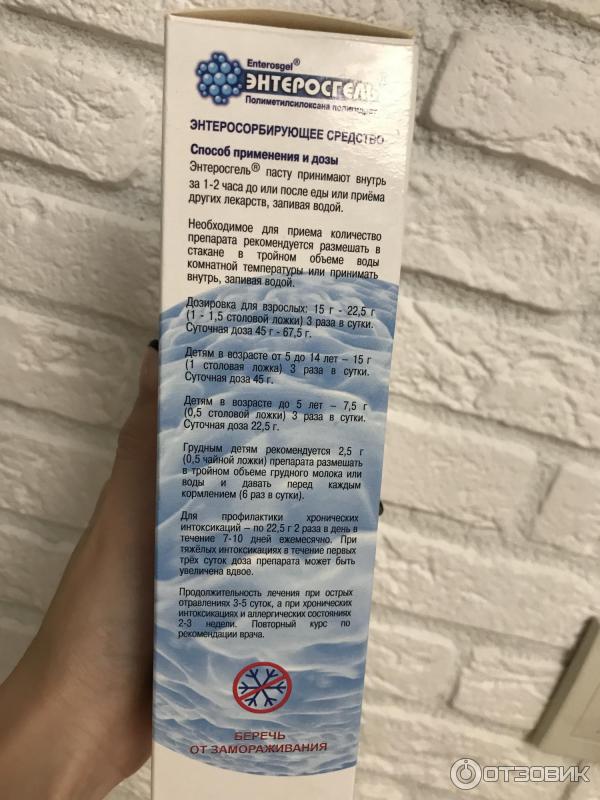 Enterosgel®
ЭНТЕРОСГЕЛЬ®
Полиметилсилоксана полигидрат
ЭНТЕРОСОРБИРУЮЩЕЕ СРЕДСТВО
Способ применения и дозы
Энтеросгель® пасту принимают внутрь
за 1-2 часа до или после еды или приёма
других лекарств, запивая водой.
Необходимое для приема количество
препарата рекомендуется размешать в
стакане в тройном объеме воды
комнатной температуры или принимать
внутрь, запивая водой.
Дозировка для взрослых: 15 г - 22,5 г
(1 - 1,5 столовой ложки) 3 раза в сутки.
Суточная доза 45 г - 67,5 г.
Детям в возрасте от 5 до 14 лет – 15 г
(1 столовая ложка) 3 раза в сутки.
Суточная доза 45 г.
Детям в возрасте до 5 лет – 7,5 г
(0,5 столовой ложки) 3 раза в сутки.
Суточная доза 22,5 г.
Грудным детям рекомендуется 2,5 г
(0,5 чайной ложки) препарата размешать
в тройном объеме грудного молока или
воды и давать перед каждым
кормлением (6 раз в сутки).
Для профилактики хронических
интоксикаций – по 22,5 г 2 раза в день в
течение 7-10 дней ежемесячно. При
тяжёлых интоксикациях в течение первых
трёх суток доза препарата может быть
увеличена вдвое.
Продолжительность лечения при острых
отравлениях 3-5 суток, а при хронических
интоксикациях и аллергических состояниях
2-3 недели. Повторный курс по
рекомендации врача.
БЕРЕЧЬ
ОТ ЗАМОРАЖИВАНИЯ
ОТЗОВИК